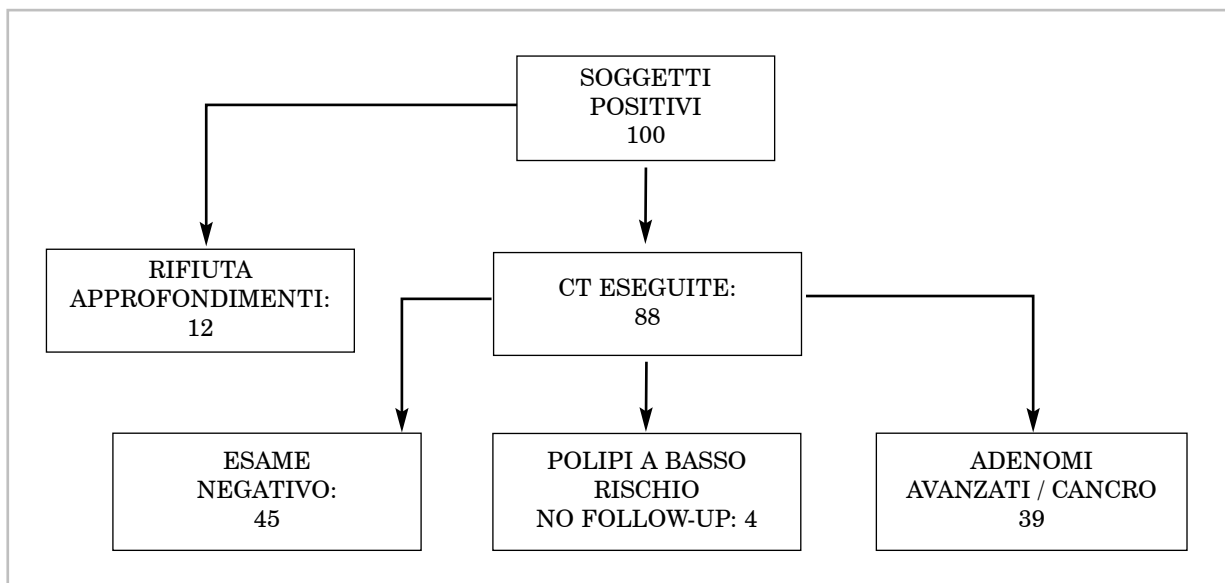 SOGGETTI
POSITIVI
100
RIFIUTA
APPROFONDIMENTI:
12
CT ESEGUITE:
88
ESAME
NEGATIVO:
45
POLIPI A BASSO
RISCHIO
NO FOLLOW-UP: 4
ADENOMI
AVANZATI / CANCRO
39